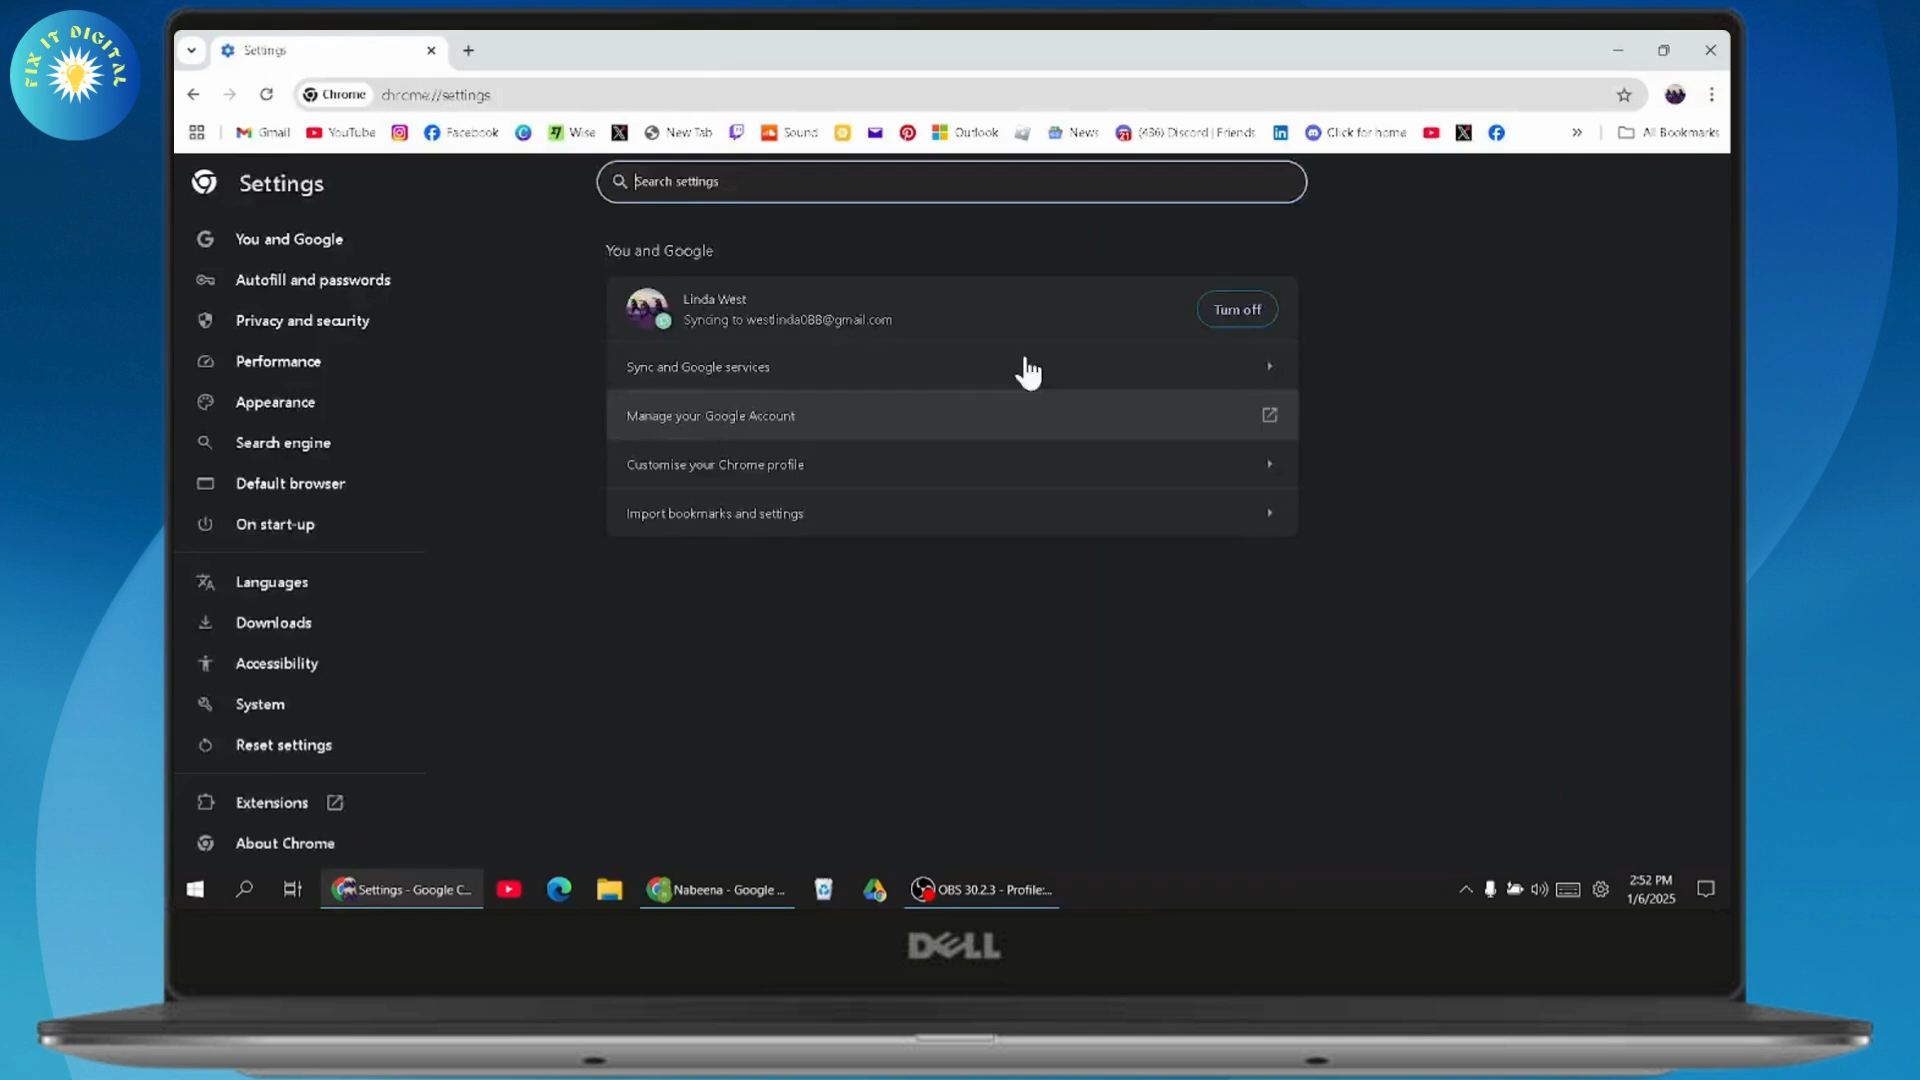 FIX IT DIGITAL
Settings
Chrome chrome://settings
Gmail YouTube Facebook Wise New Tab Sound Outlook News (436) Discord | Friends Click for home All Bookmarks
Settings
Search settings
You and Google
Autofill and passwords
Privacy and security
Performance
Appearance
Search engine
Default browser
On start-up
Languages
Downloads
Accessibility
System
Reset settings
Extensions
About Chrome
You and Google
Linda West
Syncing to westlinda088@gmail.com
Turn off
Sync and Google services
Manage your Google Account
Customise your Chrome profile
Import bookmarks and settings
Settings - Google C... Nabeena - Google ... OBS 30.2.3 - Profile:...
2:52 PM
1/6/2025
DELL